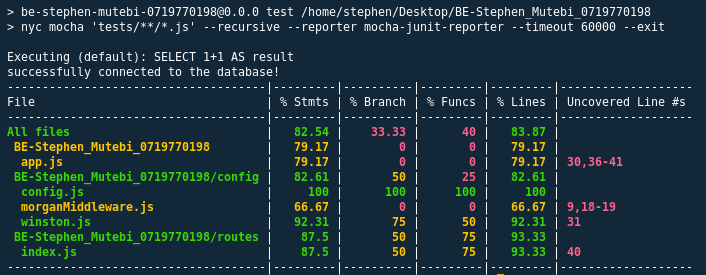 > be-stephen-mutebi-0719770198@0.0.0 test /home/stephen/Desktop/BE-Stephen_Mutebi_0719770198
> nyc mocha 'tests/**/*.js' --recursive --reporter mocha-junit-reporter --timeout 60000 --exit

Executing (default): SELECT 1+1 AS result
successfully connected to the database!
-------------------------------------|---------|----------|---------|---------|-------------------
File                                 | % Stmts | % Branch | % Funcs | % Lines | Uncovered Line #s
-------------------------------------|---------|----------|---------|---------|-------------------
All files                            |   82.54 |    33.33 |      40 |   83.87 |
 BE-Stephen_Mutebi_0719770198        |   79.17 |        0 |       0 |   79.17 |
  app.js                             |   79.17 |        0 |       0 |   79.17 | 30,36-41
 BE-Stephen_Mutebi_0719770198/config |   82.61 |       50 |      25 |   82.61 |
  config.js                          |     100 |      100 |     100 |     100 |
  morganMiddleware.js                |   66.67 |        0 |       0 |   66.67 | 9,18-19
  winston.js                         |   92.31 |       75 |      50 |   92.31 | 31
 BE-Stephen_Mutebi_0719770198/routes |    87.5 |       50 |      75 |   93.33 |
  index.js                           |    87.5 |       50 |      75 |   93.33 | 40
-------------------------------------|---------|----------|---------|---------|-------------------